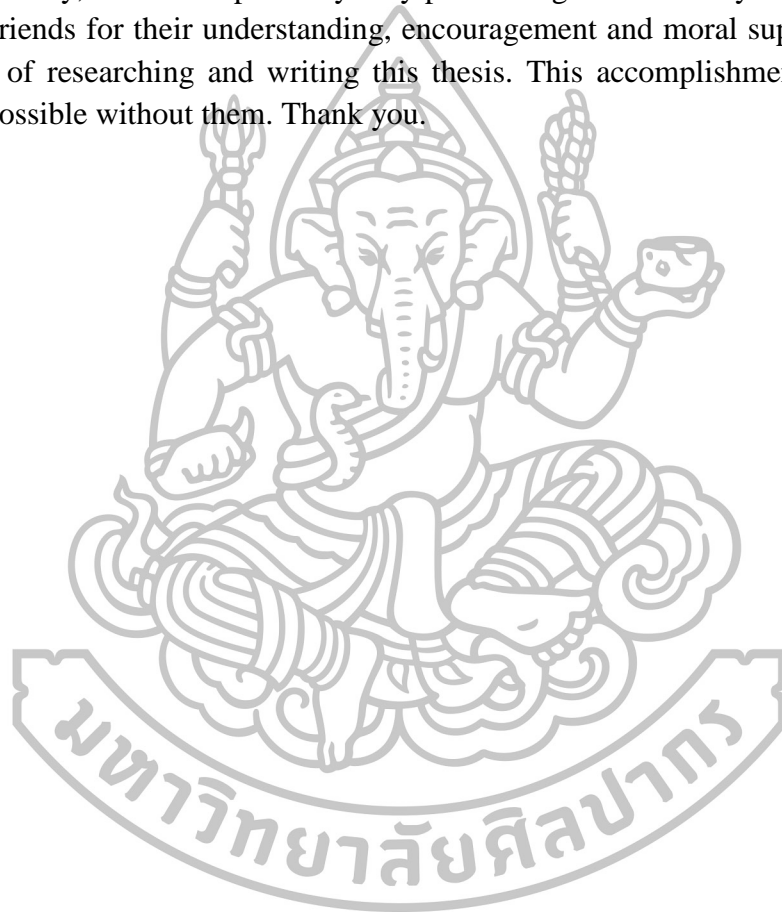 riends for their understanding, encouragement and moral sup
of researching and writing this thesis. This accomplishmen
ossible without them. Thank you.
มหาวิทยาลัยศิลปากร